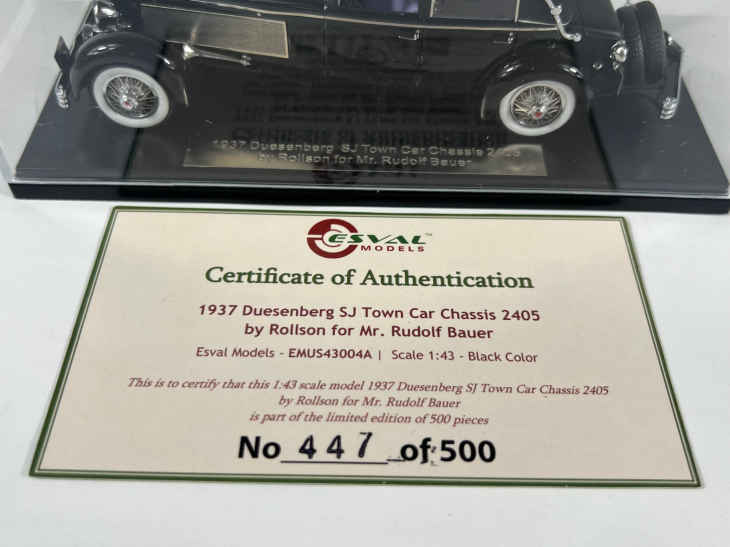 1937 Duesenberg SJ Town Car Chassis 2405
by Rollson for Mr. Rudolf Bauer
ESVAL™
MODELS
Certificate of Authentication
1937 Duesenberg SJ Town Car Chassis 2405
by Rollson for Mr. Rudolf Bauer
Esval Models - EMUS43004A | Scale 1:43 - Black Color
This is to certify that this 1:43 scale model 1937 Duesenberg SJ Town Car Chassis 2405
by Rollson for Mr. Rudolf Bauer
is part of the limited edition of 500 pieces
No 447 of 500